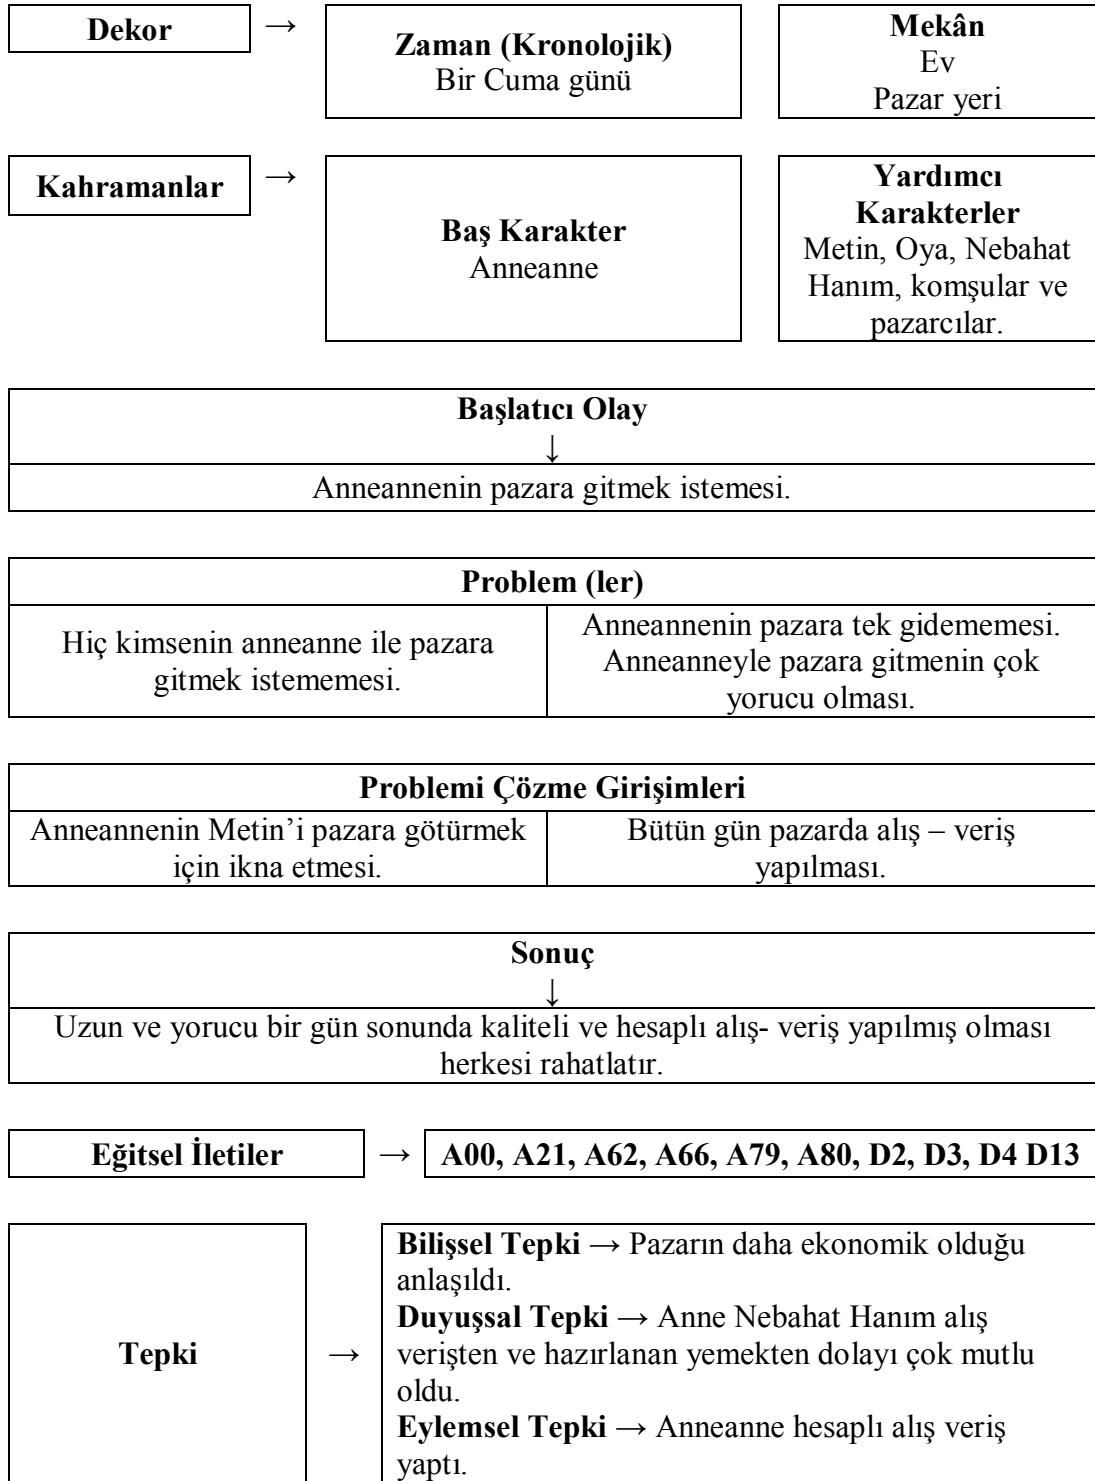 Dekor
→
Zaman (Kronolojik)
Bir Cuma günü
Mekân
Ev
Pazar yeri
Kahramanlar
→
Baş Karakter
Anneanne
Yardımcı
Karakterler
Metin, Oya, Nebahat
Hanım, komşular ve
pazarcılar.
Başlatıcı Olay
↓
Anneannenin pazara gitmek istemesi.
Problem (ler)
Hiç kimsenin anneanne ile pazara
gitmek istememesi.
Anneannenin pazara tek gidememesi.
Anneanneyle pazara gitmenin çok
yorucu olması.
Problemi Çözme Girişimleri
Anneannenin Metin’i pazara götürmek
için ikna etmesi.
Bütün gün pazarda alış – veriş
yapılması.
Sonuç
↓
Uzun ve yorucu bir gün sonunda kaliteli ve hesaplı alış- veriş yapılmış olması
herkesi rahatlatır.
Eğitsel İletiler
→
A00, A21, A62, A66, A79, A80, D2, D3, D4 D13
Tepki
→
Bilişsel Tepki → Pazarın daha ekonomik olduğu
anlaşıldı.
Duyuşsal Tepki → Anne Nebahat Hanım alış
verişten ve hazırlanan yemekten dolayı çok mutlu
oldu.
Eylemsel Tepki → Anneanne hesaplı alış veriş
yaptı.